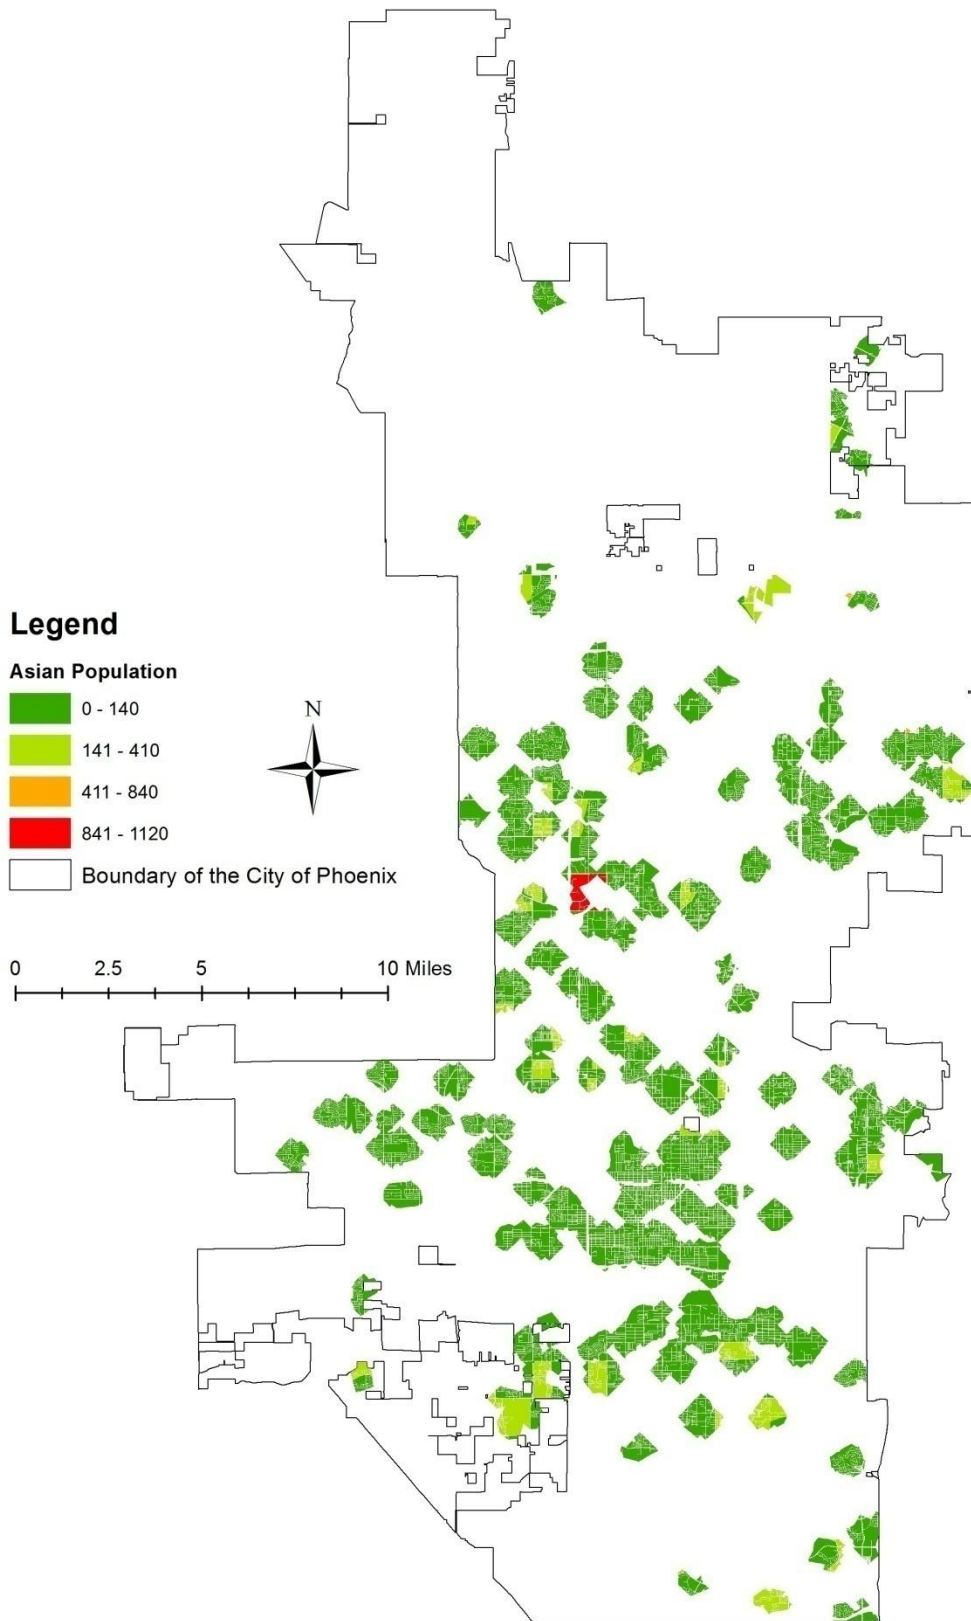 Legend
Asian Population
0 - 140
141 - 410
411 - 840
841 - 1120
Boundary of the City of Phoenix
N
0 2.5 5 10 Miles